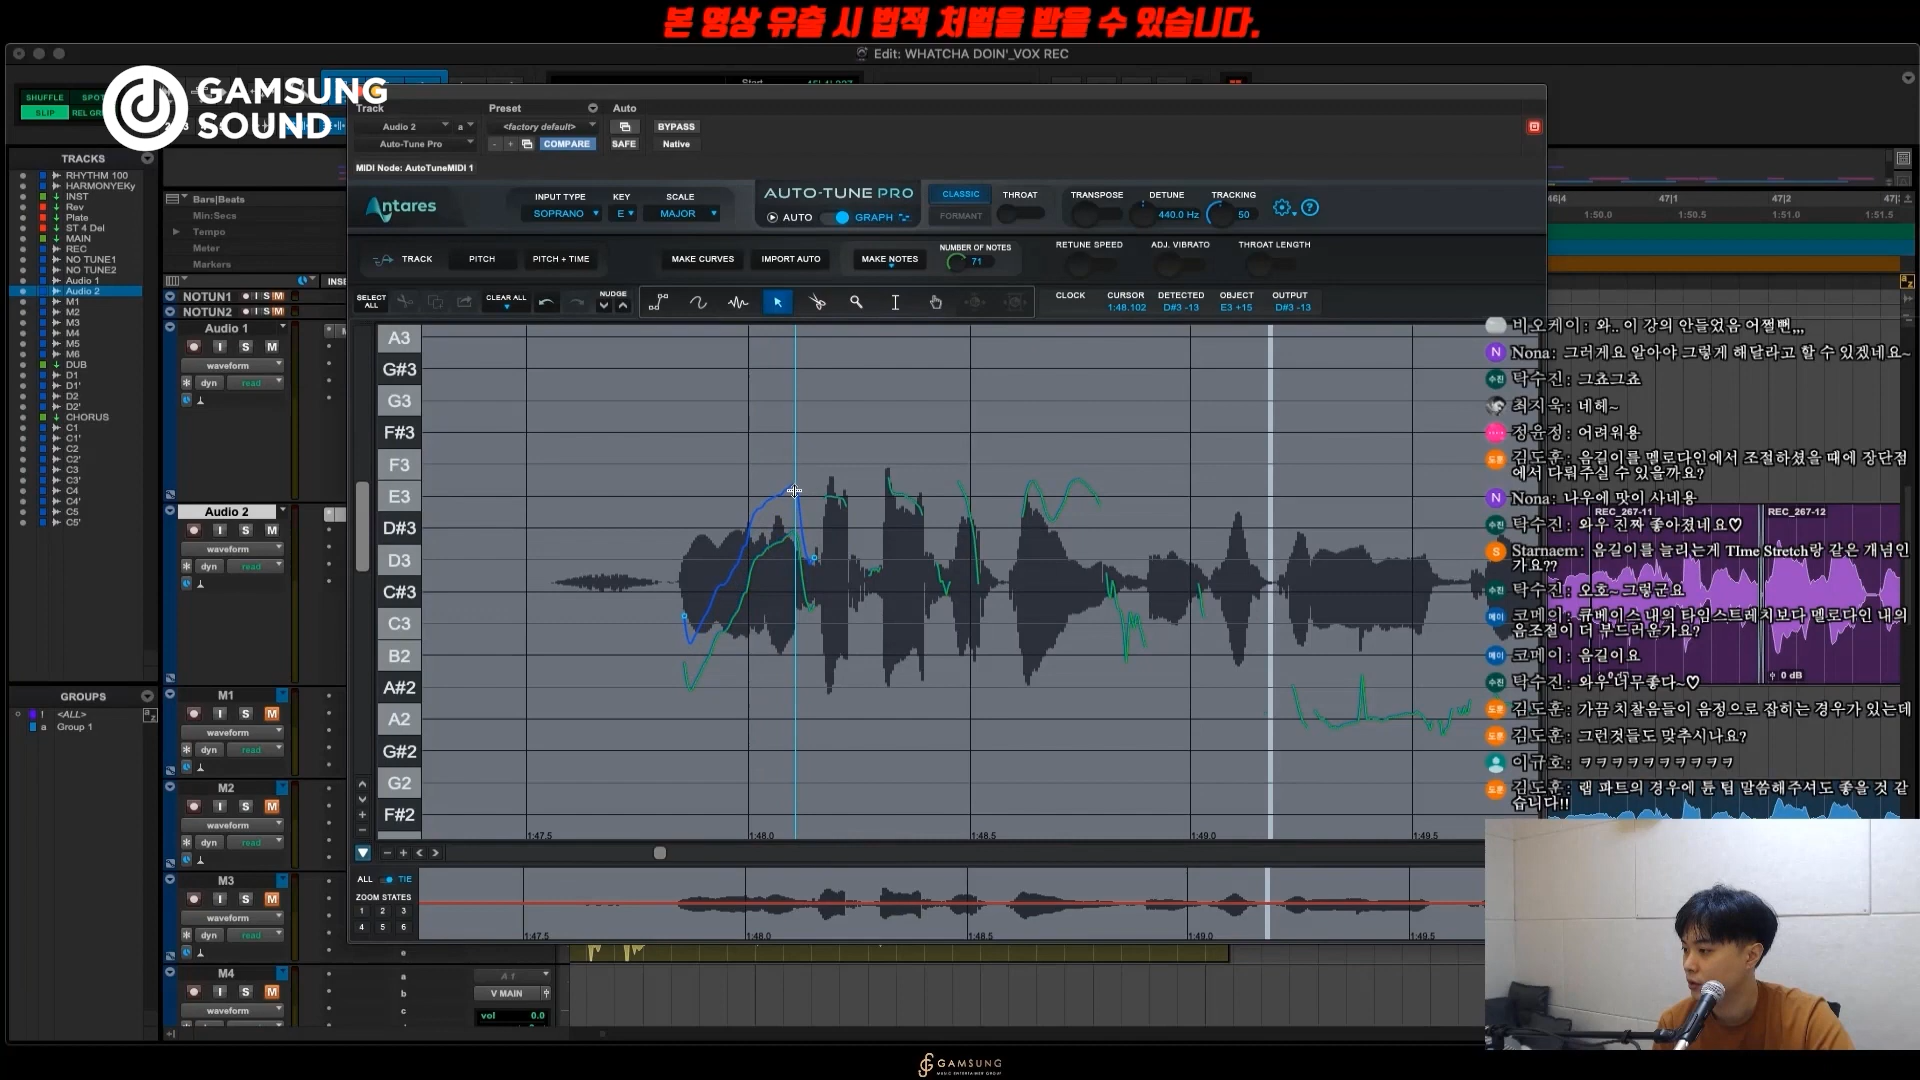 본 영상 유출 시 법적 처벌을 받을 수 있습니다.
Edit: WHATCHA DOIN'_VOX REC
GAMSUNG
SOUND
SHUFFLE
SLIP
Track
Preset
Auto
Audio 2
a
<factory default>
BYPASS
Auto-Tune Pro
- +
COMPARE
SAFE
Native
MIDI Node: AutoTuneMIDI 1
Antares
INPUT TYPE
SOPRANO
KEY
E
SCALE
MAJOR
AUTO-TUNE PRO
AUTO
GRAPH
CLASSIC
FORMANT
THROAT
TRANSPOSE
DETUNE
440.0 Hz
TRACKING
50
TRACK
PITCH
PITCH + TIME
MAKE CURVES
IMPORT AUTO
MAKE NOTES
NUMBER OF NOTES
71
RETUNE SPEED
ADJ. VIBRATO
THROAT LENGTH
SELECT ALL
CLEAR ALL
NUDGE
CLOCK
CURSOR
1:48.102
DETECTED
D#3 -13
OBJECT
E3 +15
OUTPUT
D#3 -13
TRACKS
RHYTHM 100
HARMONYEKy
INST
Rev
Plate
ST 4 Del
MAIN
REC
NO TUNE1
NO TUNE2
Audio 1
Audio 2
M1
M2
M3
M4
M5
M6
DUB
D1
D1'
D2
D2'
CHORUS
C1
C1'
C2
C2'
C3
C3'
C4
C4'
C5
C5'
GROUPS
1 <ALL>
a Group 1
Bars|Beats
Min:Secs
Tempo
Meter
Markers
NOTUN1 I S M
NOTUN2 I S M
Audio 1
I S M
waveform
dyn read
Audio 2
I S M
waveform
dyn read
M1
I S M
waveform
dyn read
M2
I S M
waveform
dyn read
M3
I S M
waveform
dyn read
M4
I S M
waveform
A3
G#3
G3
F#3
F3
E3
D#3
D3
C#3
C3
B2
A#2
A2
G#2
G2
F#2
1:47.5 1:48.0 1:48.5 1:49.0 1:49.5
ALL TIE
ZOOM STATES
1 2 3
4 5 6
1:47.5 1:48.0 1:48.5 1:49.0 1:49.5
a
b
c
V MAIN
vol 0.0
47|1 47|2
1:50.0 1:50.5 1:51.0 1:51.5
비오케이: 와.. 이 강의 안들었음 어쩔뻔,,,
Nona: 그러게요 알아야 그렇게 해달라고 할 수 있겠네요~
탁수진: 그쵸그쵸
최지욱: 네헤~
정윤정: 어려워용
김도훈: 음길이를 멜로다인에서 조절하셨을 때에 장단점
에서 다뤄주실 수 있을까요?
Nona: 나우에 맛이 사네용
REC_267-11
REC_267-12
탁수진: 와우 진짜 좋아졌네요♡
Starnaem: 음길이를 늘리는게 TIme Stretch랑 같은 개념인
가요??
탁수진: 오호~ 그렇군요
코메이: 큐베이스 내의 타임스트레치보다 멜로다인 내의
음조절이 더 부드러운가요?
코메이: 음길이요
0 dB
탁수진: 와우 너무좋다~♡
김도훈: 가끔 치찰음들이 음정으로 잡히는 경우가 있는데
김도훈: 그런것들도 맞추시나요?
이규호: ㅋㅋㅋㅋㅋㅋㅋㅋㅋㅋ
김도훈: 랩 파트의 경우에 튠 팁 말씀해주셔도 좋을 것 같
습니다!!
GAMSUNG